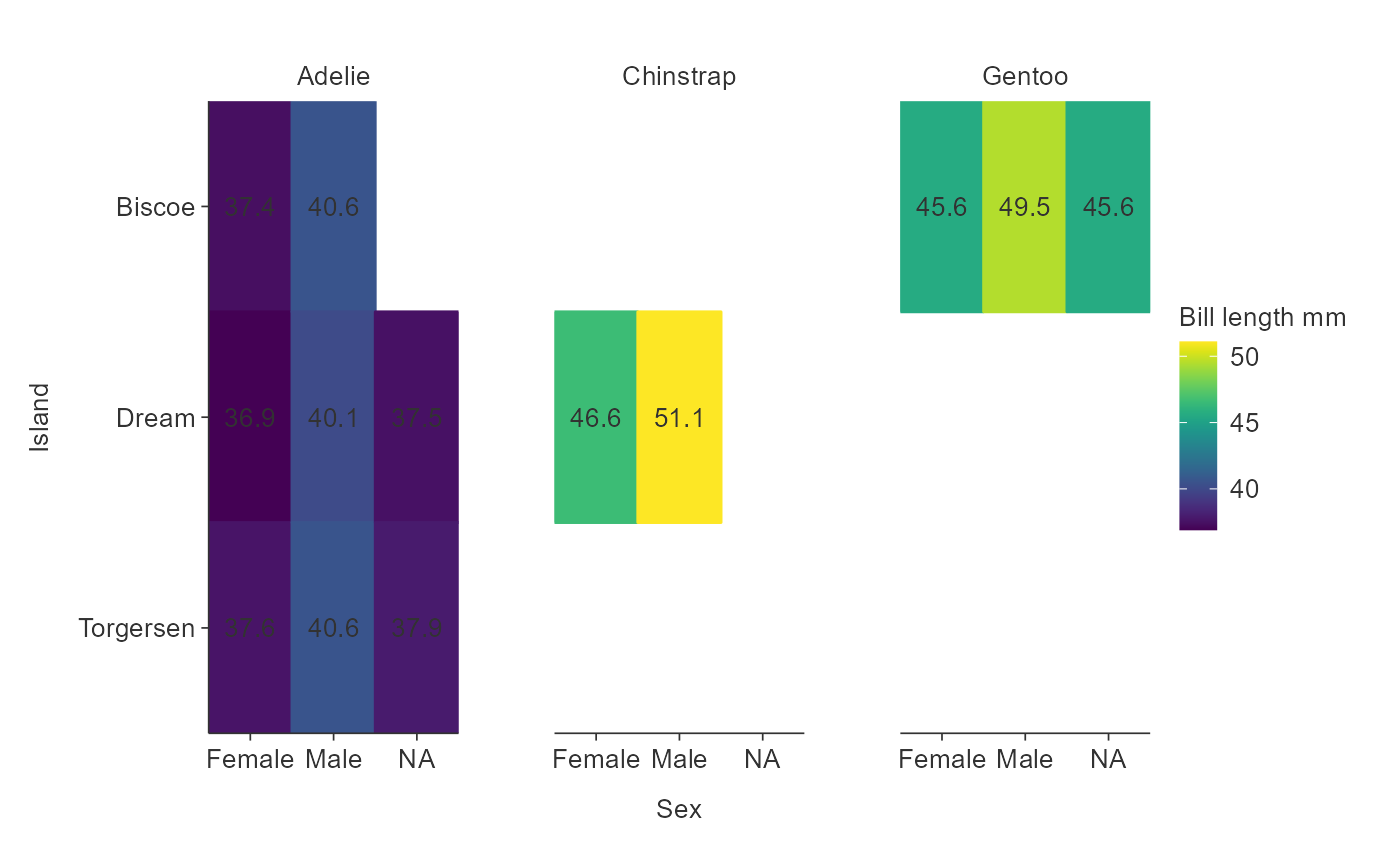 Adelie Chinstrap Gentoo
Biscoe 37.4 40.6 45.6 49.5 45.6
Bill length mm
50
45
40
Island
Dream 36.9 40.1 37.5 46.6 51.1
Torgersen 37.6 40.6 37.9
Female Male NA Female Male NA Female Male NA
Sex